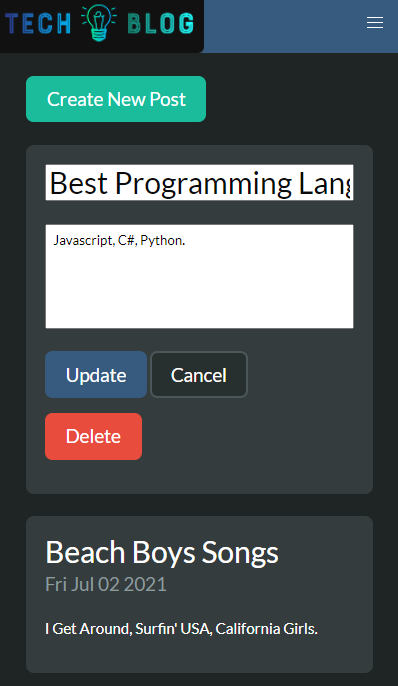 TECH BLOG
Create New Post
Best Programming Lang
Javascript, C#, Python.
Update Cancel
Delete
Beach Boys Songs
Fri Jul 02 2021
I Get Around, Surfin' USA, California Girls.